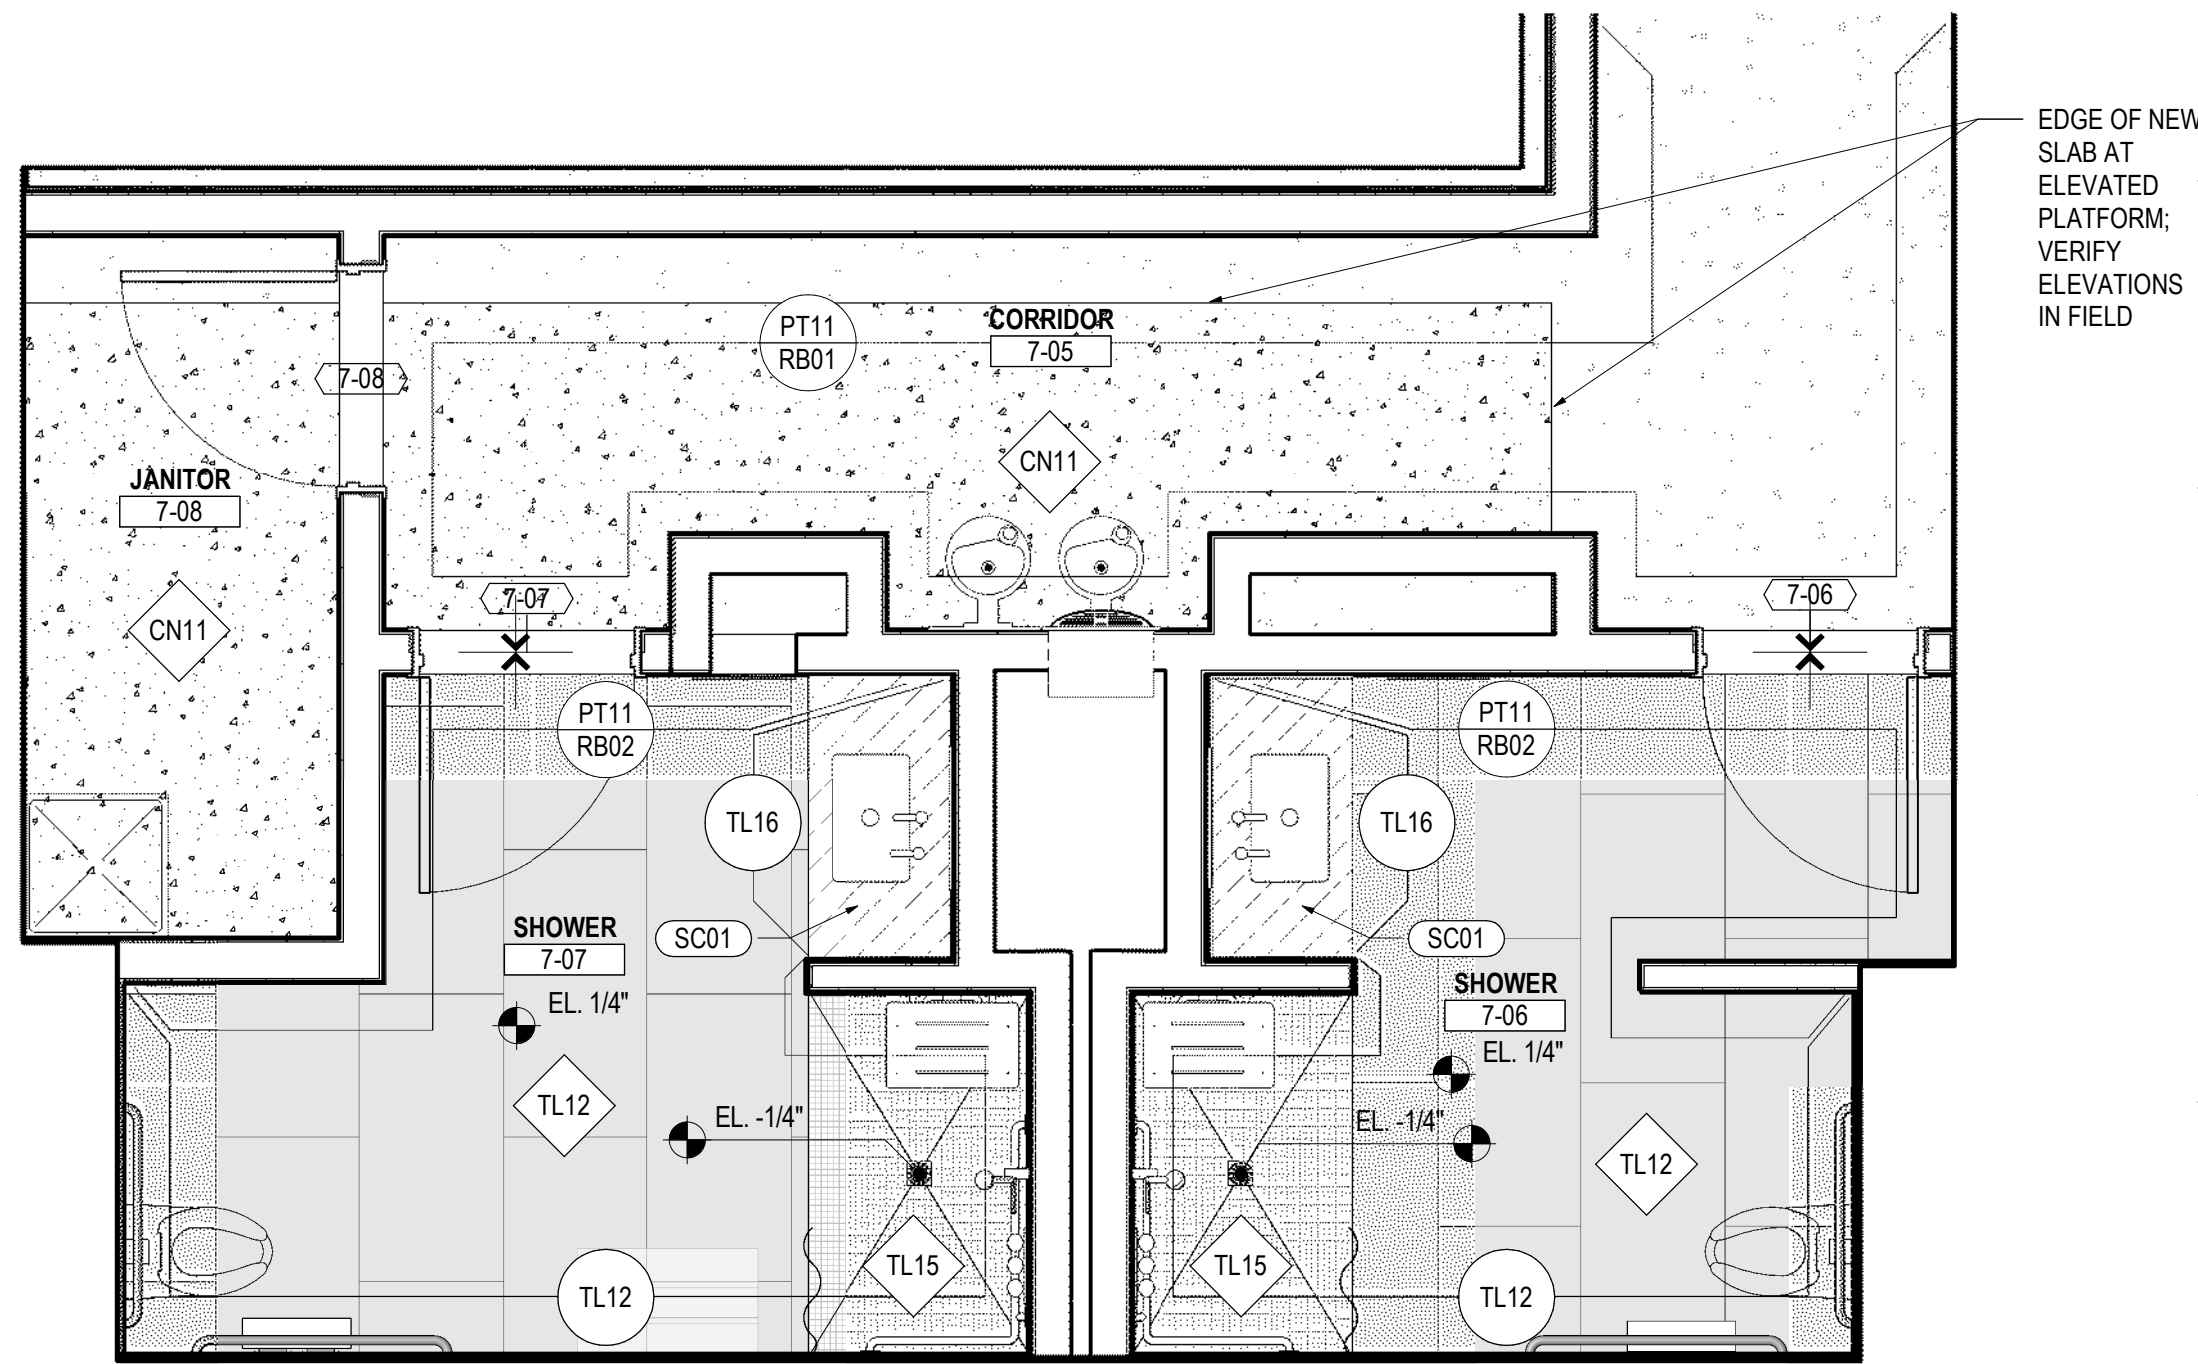 EDGE OF NEW
SLAB AT
ELEVATED
PLATFORM;
VERIFY
ELEVATIONS
IN FIELD
PT11
RB01
CORRIDOR
7-05
7-08
CN11
JANITOR
7-08
CN11
7-07
7-06
PT11
RB02
PT11
RB02
TL16
TL16
SC01
SC01
SHOWER
7-07
EL. 1/4"
SHOWER
7-06
EL. 1/4"
TL12
EL. -1/4"
EL. -1/4"
TL12
TL15
TL15
TL12
TL12